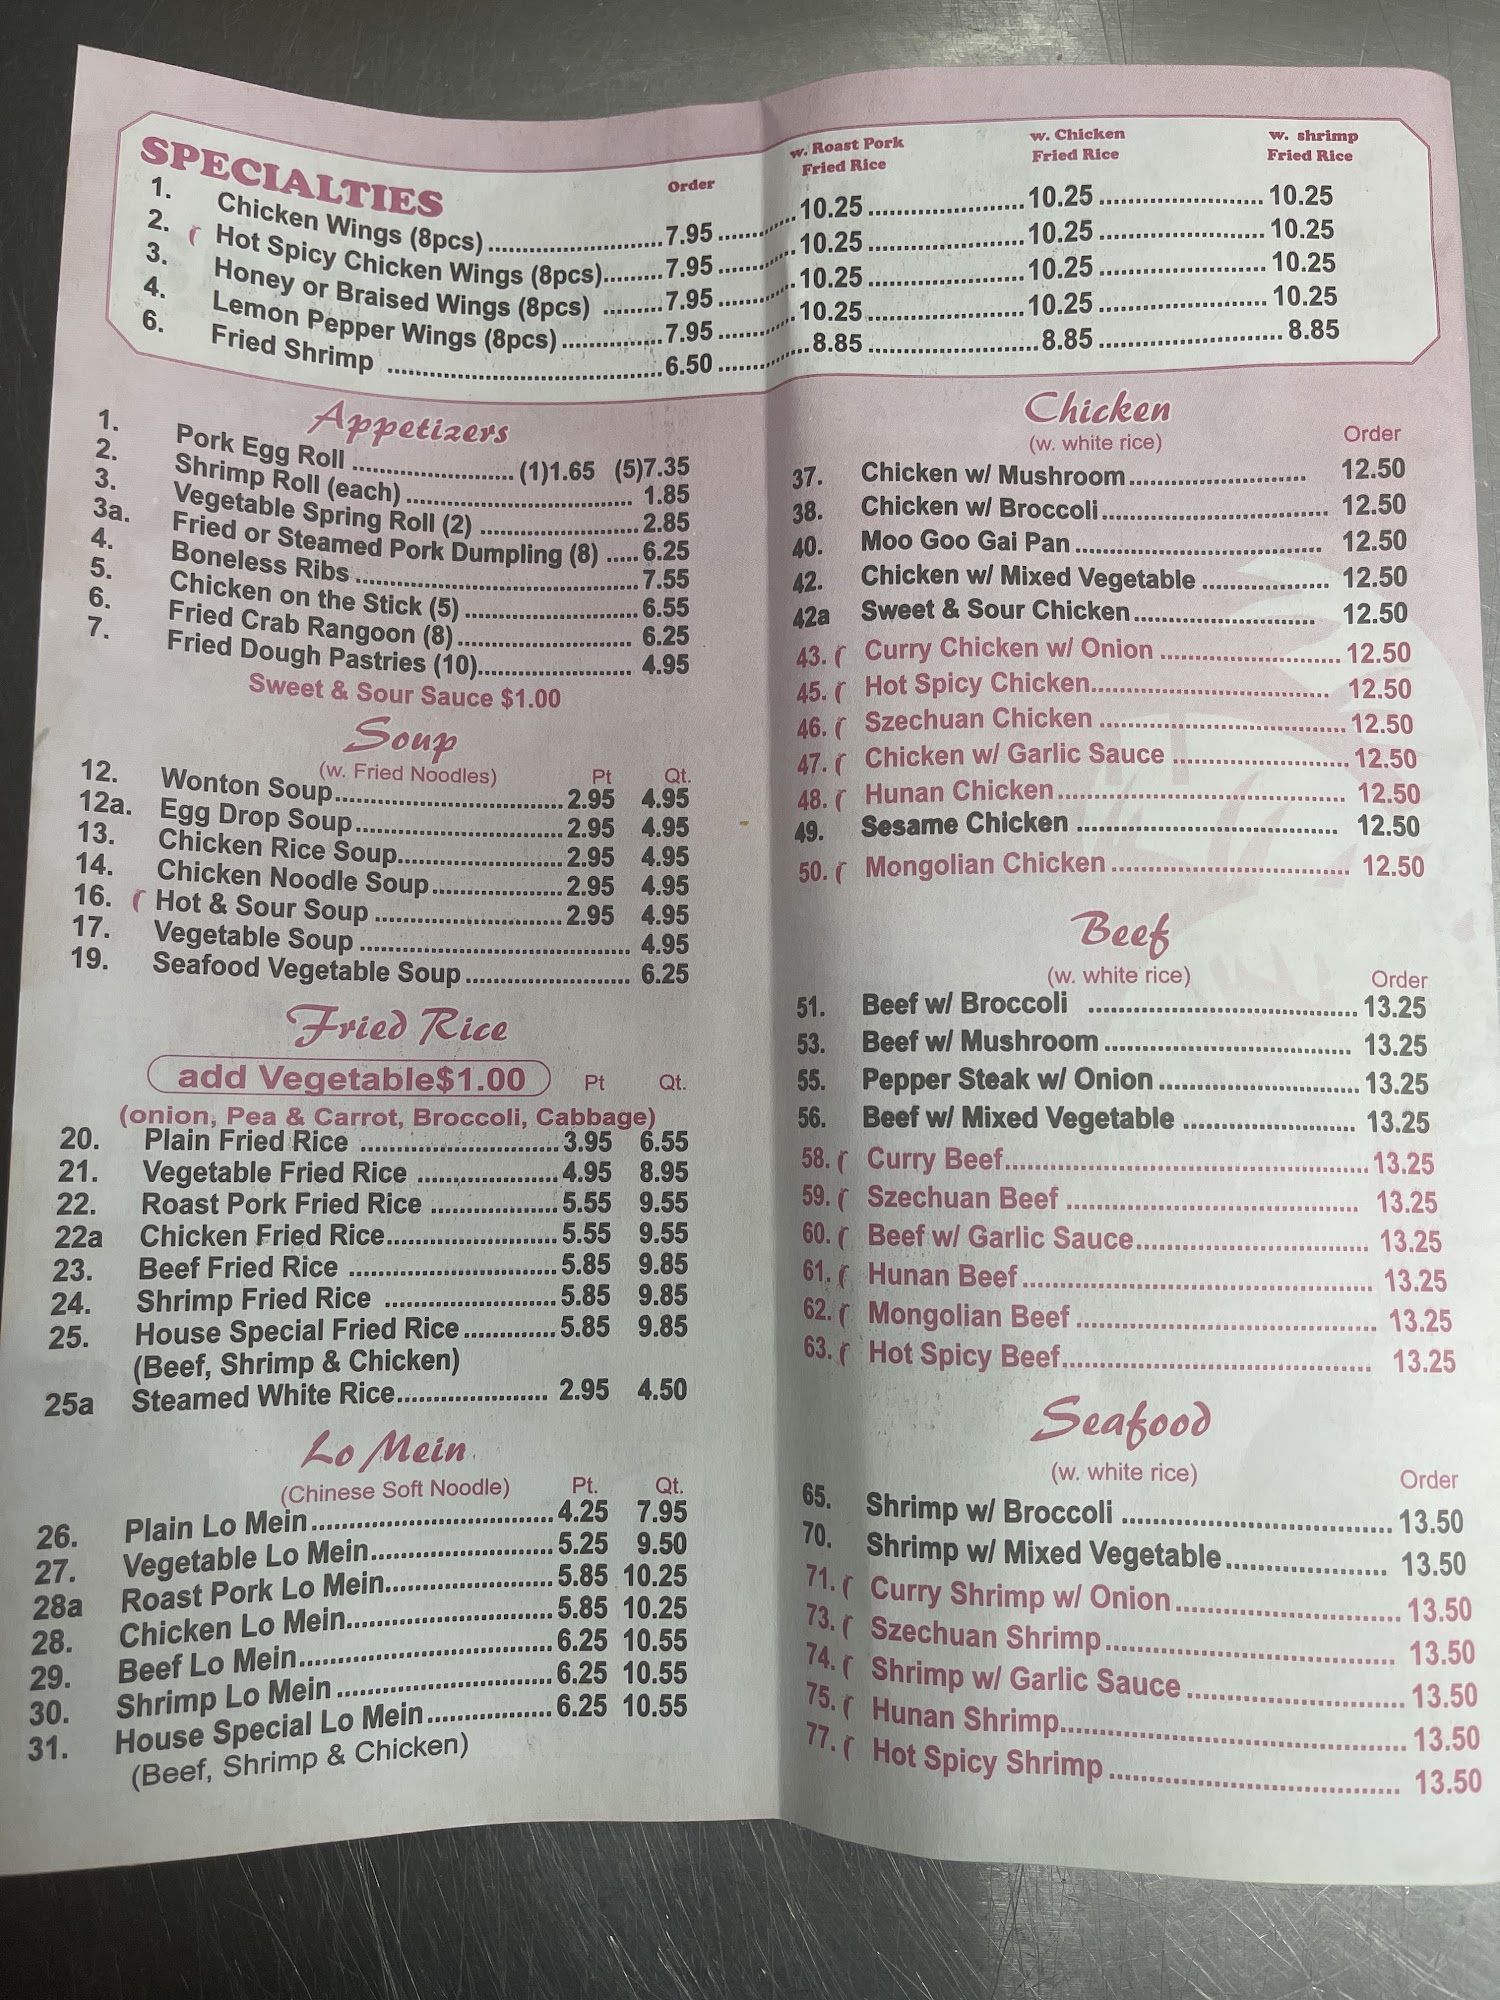 SPECIALTIES
Order
w. Roast Pork
Fried Rice
w. Chicken
Fried Rice
w. shrimp
Fried Rice
1. Chicken Wings (8pcs) 7.95 10.25 10.25 10.25
2. Hot Spicy Chicken Wings (8pcs) 7.95 10.25 10.25 10.25
3. Honey or Braised Wings (8pcs) 7.95 10.25 10.25 10.25
4. Lemon Pepper Wings (8pcs) 7.95 10.25 10.25 10.25
6. Fried Shrimp 6.50 8.85 8.85 8.85
Appetizers
1. Pork Egg Roll (1)1.65 (5)7.35
2. Shrimp Roll (each) 1.85
3. Vegetable Spring Roll (2) 2.85
3a. Fried or Steamed Pork Dumpling (8) 6.25
4. Boneless Ribs 7.55
5. Chicken on the Stick (5) 6.55
6. Fried Crab Rangoon (8) 6.25
7. Fried Dough Pastries (10) 4.95
Sweet & Sour Sauce $1.00
Soup
(w. Fried Noodles) Pt Qt.
12. Wonton Soup 2.95 4.95
12a. Egg Drop Soup 2.95 4.95
13. Chicken Rice Soup 2.95 4.95
14. Chicken Noodle Soup 2.95 4.95
16. Hot & Sour Soup 2.95 4.95
17. Vegetable Soup 4.95
19. Seafood Vegetable Soup 6.25
Fried Rice
add Vegetable$1.00 Pt Qt.
(onion, Pea & Carrot, Broccoli, Cabbage)
20. Plain Fried Rice 3.95 6.55
21. Vegetable Fried Rice 4.95 8.95
22. Roast Pork Fried Rice 5.55 9.55
22a Chicken Fried Rice 5.55 9.55
23. Beef Fried Rice 5.85 9.85
24. Shrimp Fried Rice 5.85 9.85
25. House Special Fried Rice 5.85 9.85
(Beef, Shrimp & Chicken)
25a Steamed White Rice 2.95 4.50
Lo Mein
(Chinese Soft Noodle) Pt. Qt.
26. Plain Lo Mein 4.25 7.95
27. Vegetable Lo Mein 5.25 9.50
28a Roast Pork Lo Mein 5.85 10.25
28. Chicken Lo Mein 5.85 10.25
29. Beef Lo Mein 6.25 10.55
30. Shrimp Lo Mein 6.25 10.55
31. House Special Lo Mein 6.25 10.55
(Beef, Shrimp & Chicken)
Chicken
(w. white rice) Order
37. Chicken w/ Mushroom 12.50
38. Chicken w/ Broccoli 12.50
40. Moo Goo Gai Pan 12.50
42. Chicken w/ Mixed Vegetable 12.50
42a Sweet & Sour Chicken 12.50
43. Curry Chicken w/ Onion 12.50
45. Hot Spicy Chicken 12.50
46. Szechuan Chicken 12.50
47. Chicken w/ Garlic Sauce 12.50
48. Hunan Chicken 12.50
49. Sesame Chicken 12.50
50. Mongolian Chicken 12.50
Beef
(w. white rice) Order
51. Beef w/ Broccoli 13.25
53. Beef w/ Mushroom 13.25
55. Pepper Steak w/ Onion 13.25
56. Beef w/ Mixed Vegetable 13.25
58. Curry Beef 13.25
59. Szechuan Beef 13.25
60. Beef w/ Garlic Sauce 13.25
61. Hunan Beef 13.25
62. Mongolian Beef 13.25
63. Hot Spicy Beef 13.25
Seafood
(w. white rice) Order
65. Shrimp w/ Broccoli 13.50
70. Shrimp w/ Mixed Vegetable 13.50
71. Curry Shrimp w/ Onion 13.50
73. Szechuan Shrimp 13.50
74. Shrimp w/ Garlic Sauce 13.50
75. Hunan Shrimp 13.50
77. Hot Spicy Shrimp 13.50